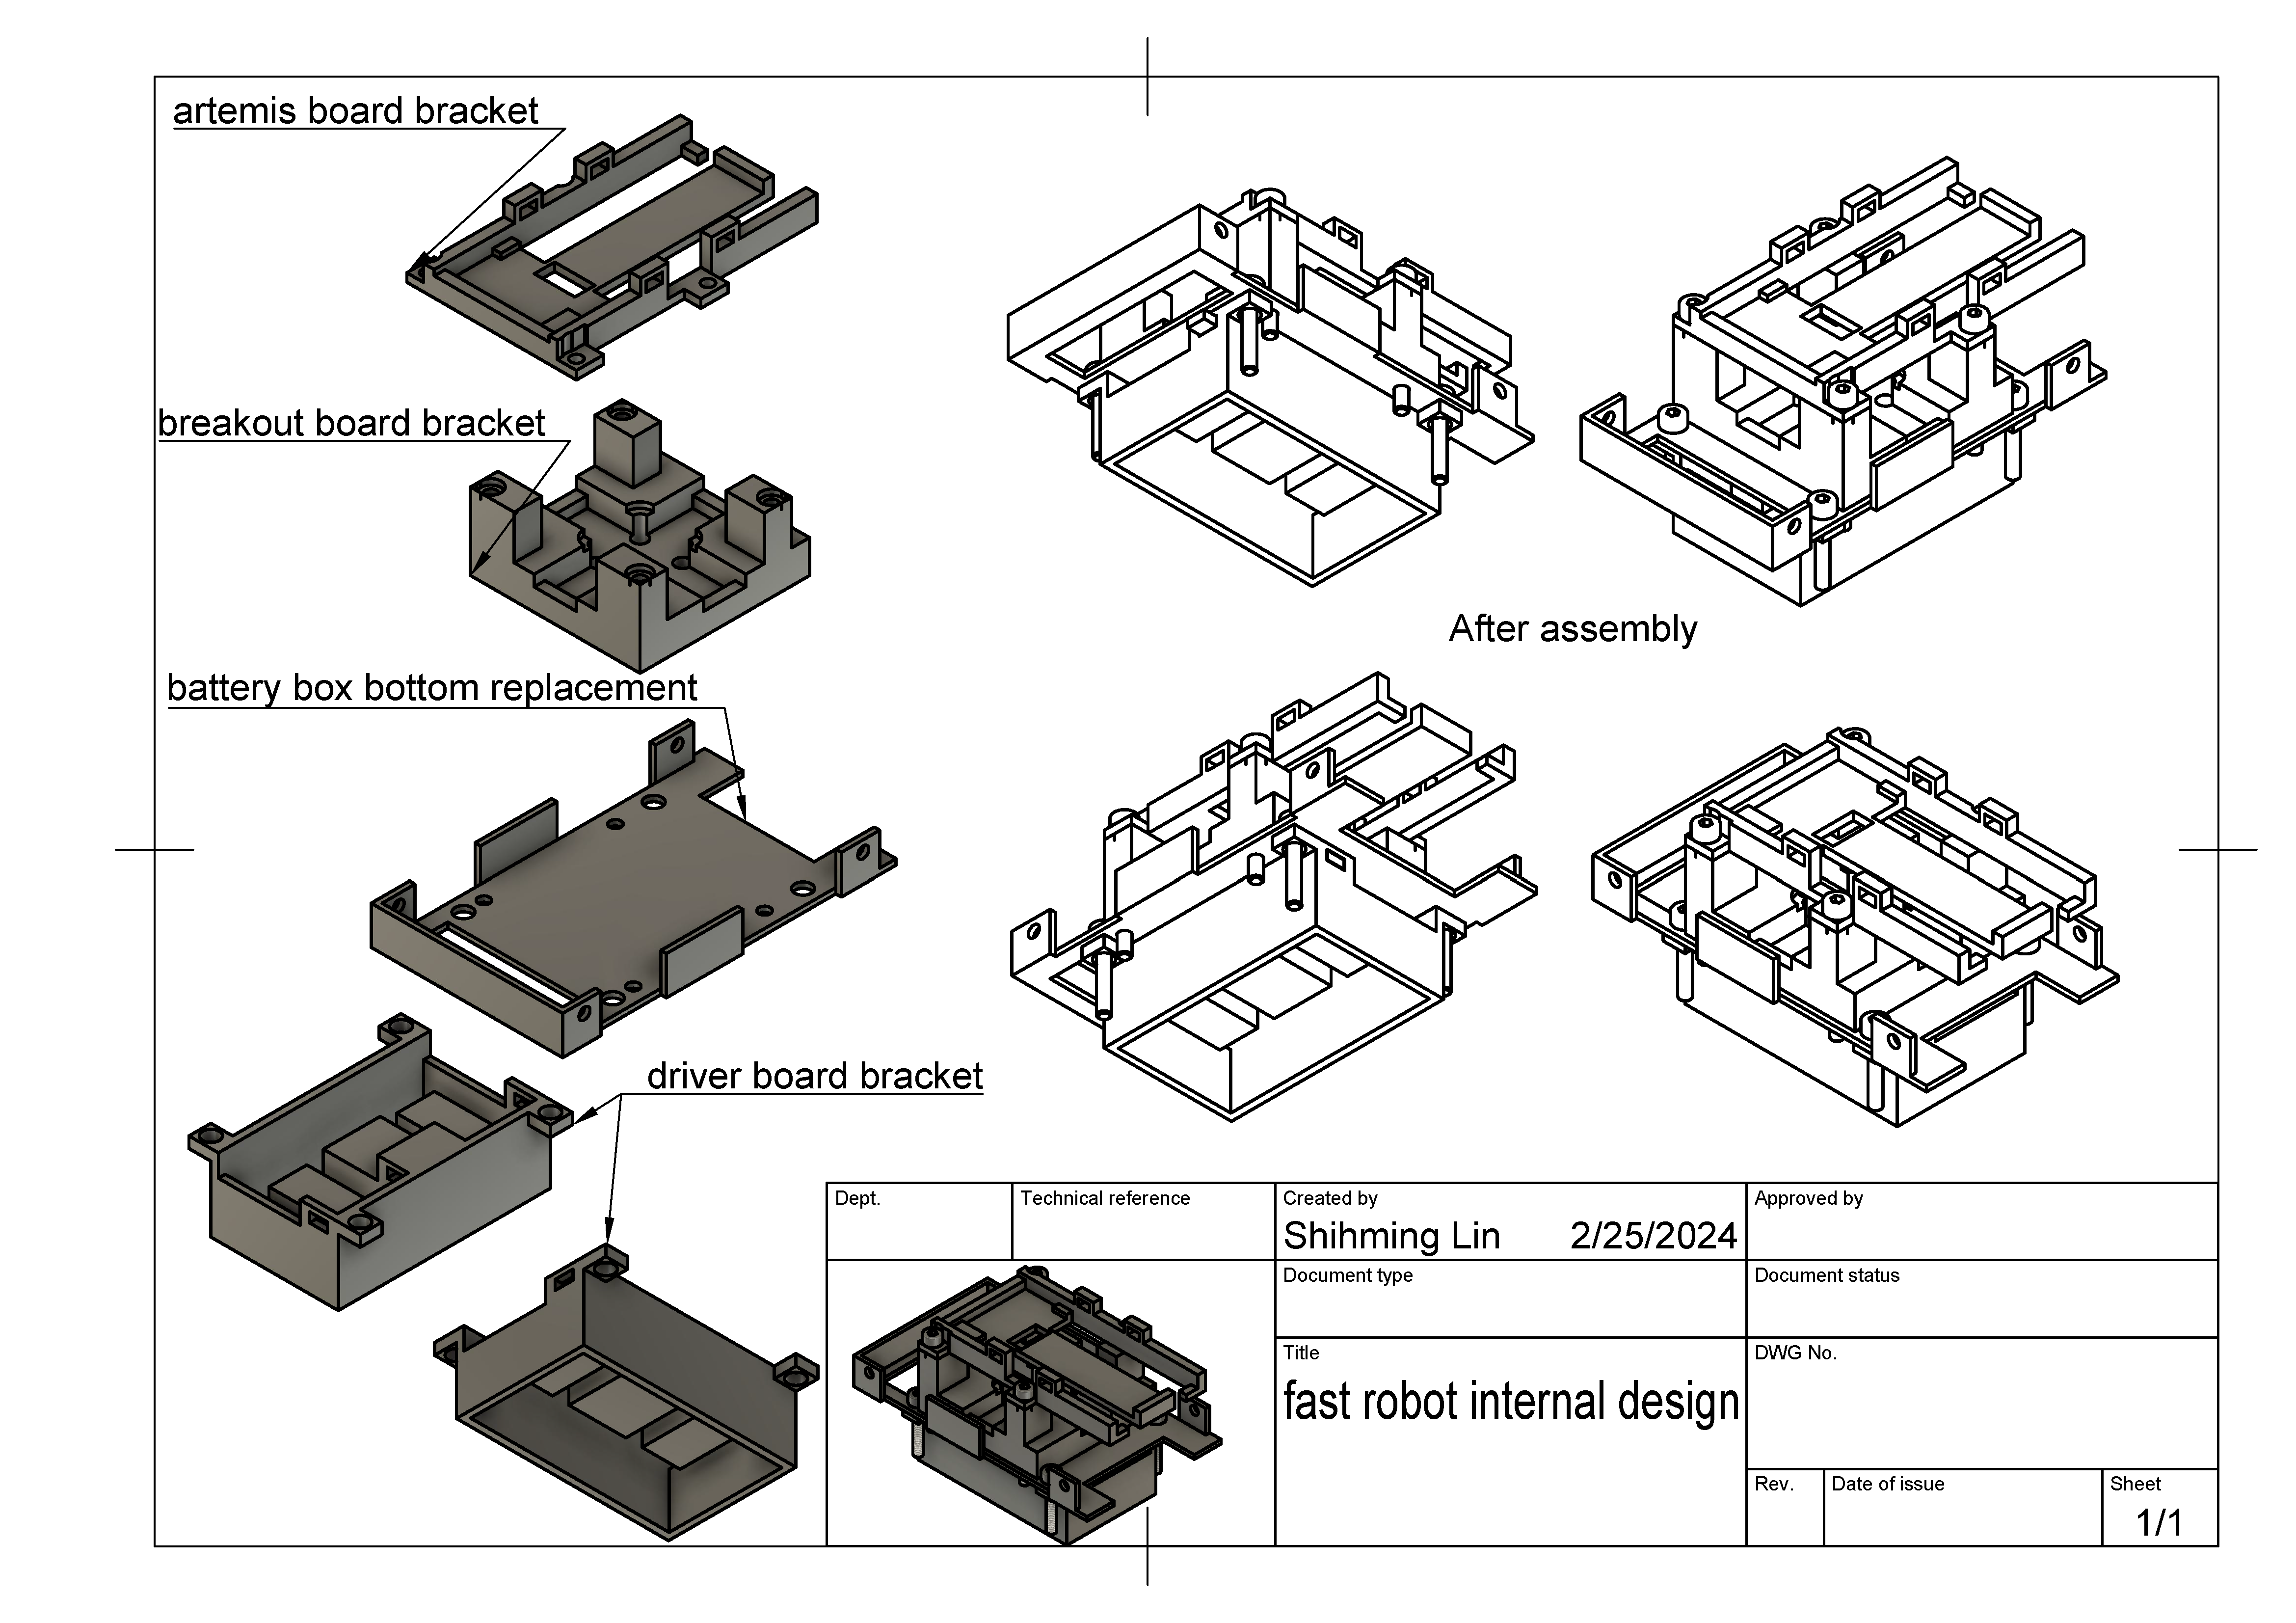 artemis board bracket
breakout board bracket
After assembly
battery box bottom replacement
driver board bracket
Dept.
Technical reference
Created by
Shihming Lin 2/25/2024
Approved by
Document type
Document status
Title
fast robot internal design
DWG No.
Rev.
Date of issue
Sheet
1/1